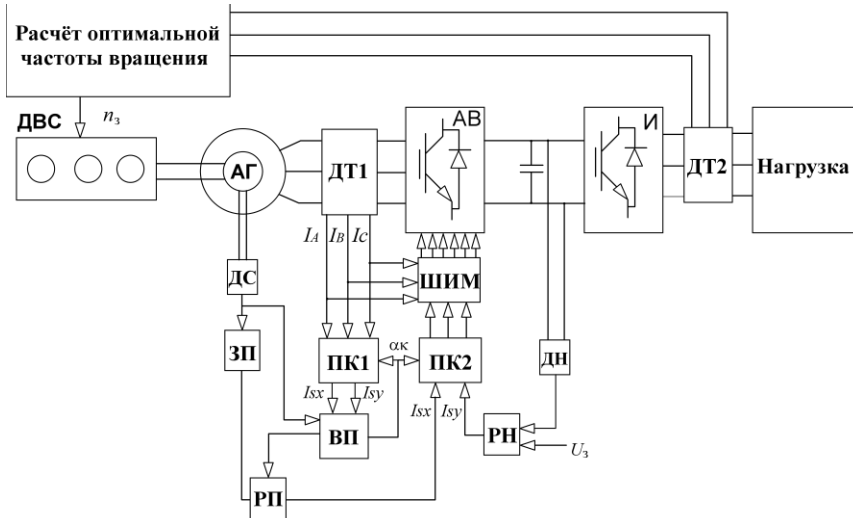 Расчёт оптимальной
частоты вращения
ДВС
nз
АГ
ДТ1
АВ
И
ДТ2
Нагрузка
IA
IB
Ic
ДС
ШИМ
ЗП
ПК1
αк
ПК2
ДН
Isx
Isy
Isx
Isy
ВП
РН
Uз
РП